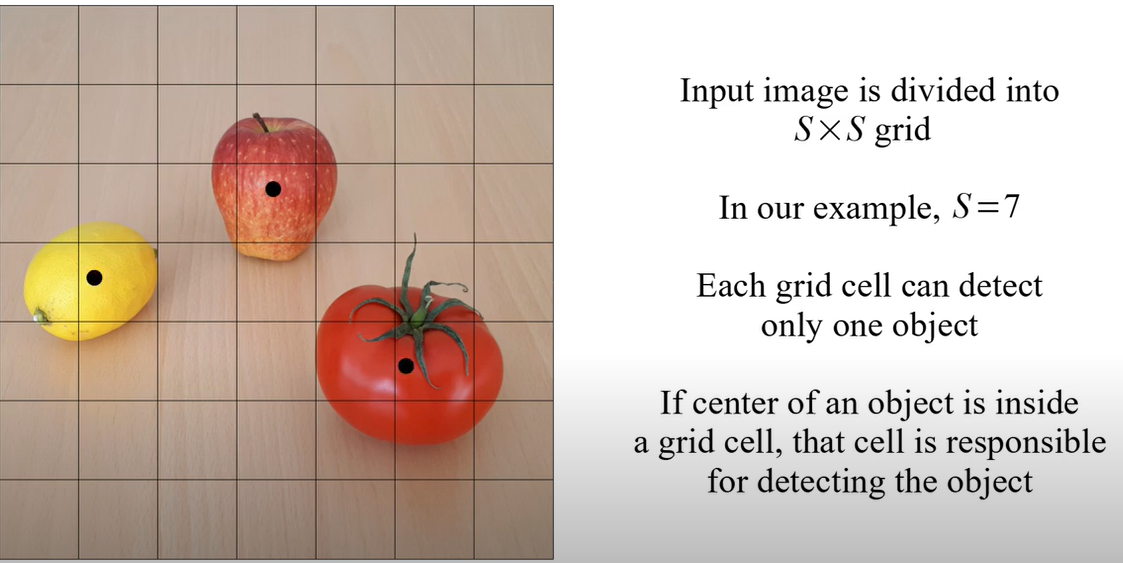 Input image is divided into
S×S grid
In our example, S=7
Each grid cell can detect
only one object
If center of an object is inside
a grid cell, that cell is responsible
for detecting the object